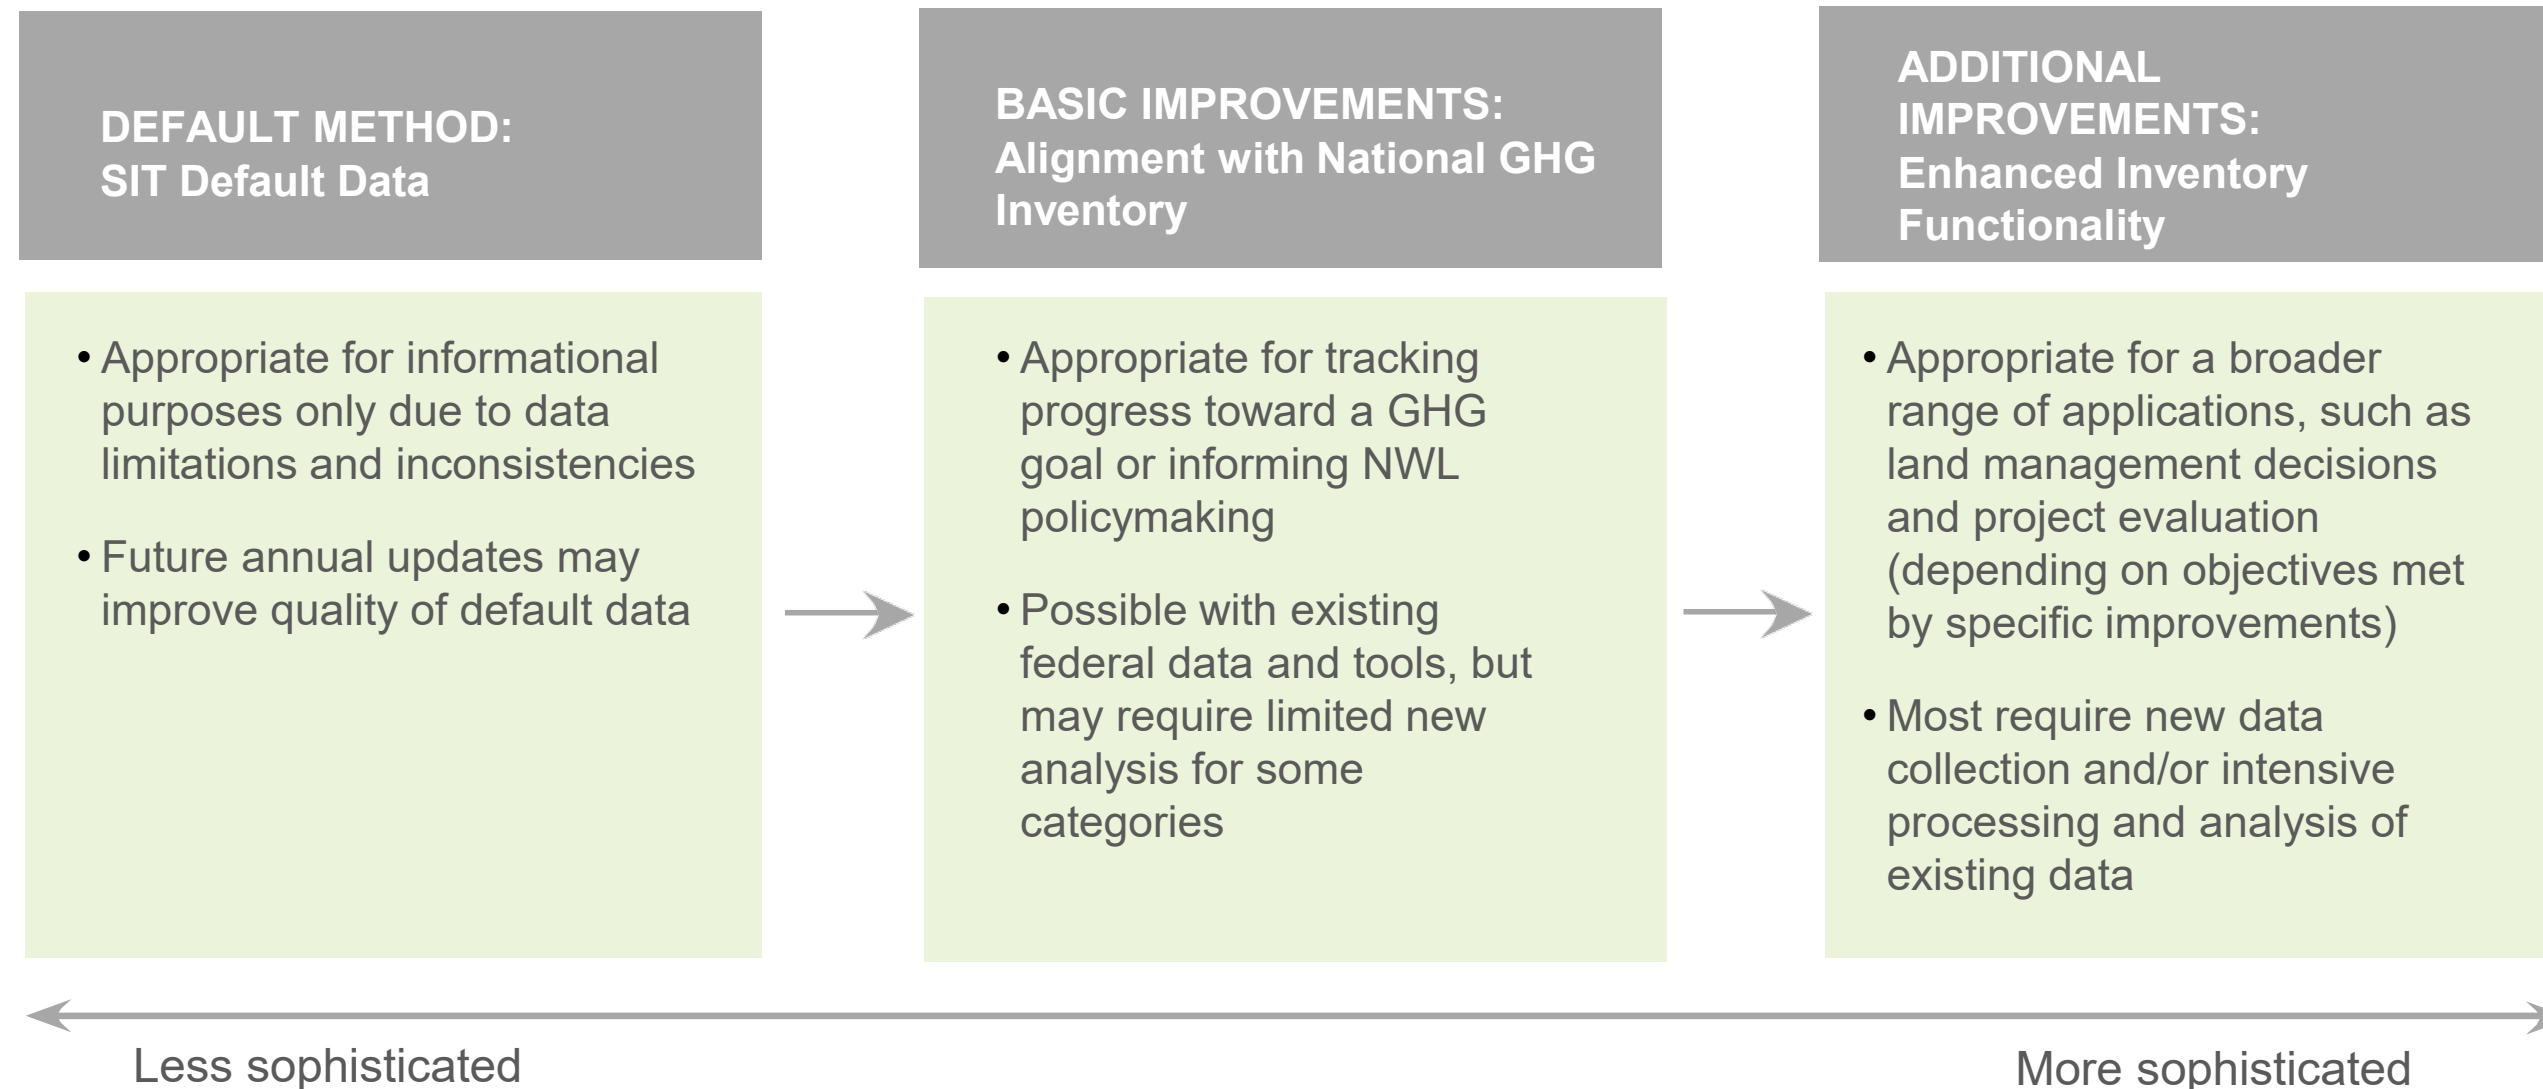 DEFAULT METHOD:
SIT Default Data
• Appropriate for informational
purposes only due to data
limitations and inconsistencies
• Future annual updates may
improve quality of default data
BASIC IMPROVEMENTS:
Alignment with National GHG
Inventory
• Appropriate for tracking
progress toward a GHG
goal or informing NWL
policymaking
• Possible with existing
federal data and tools, but
may require limited new
analysis for some
categories
ADDITIONAL
IMPROVEMENTS:
Enhanced Inventory
Functionality
• Appropriate for a broader
range of applications, such as
land management decisions
and project evaluation
(depending on objectives met
by specific improvements)
• Most require new data
collection and/or intensive
processing and analysis of
existing data
Less sophisticated
More sophisticated